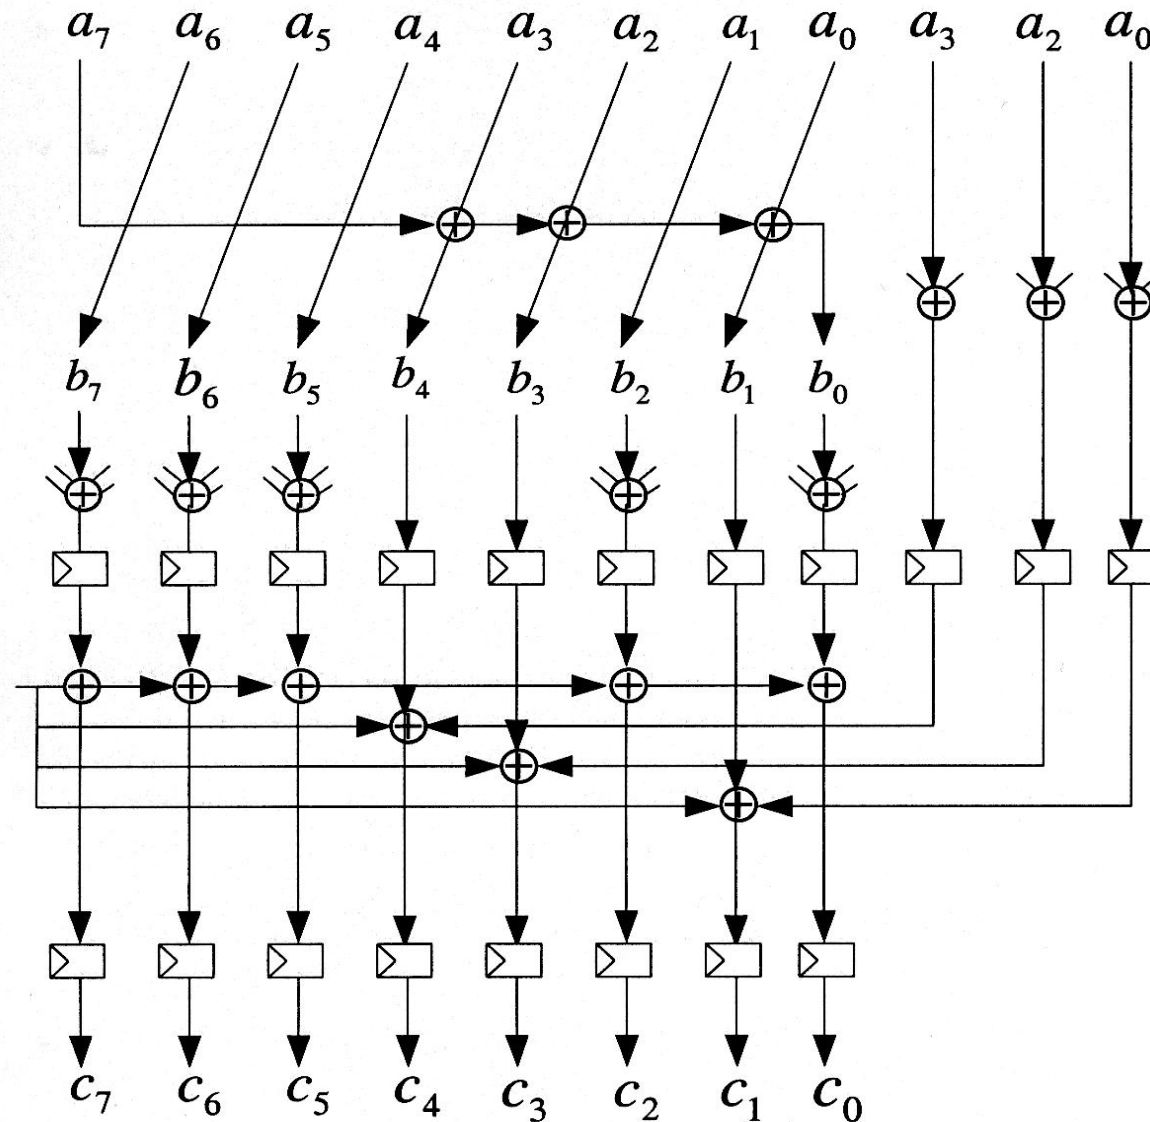 a₇ a₆ a₅ a₄ a₃ a₂ a₁ a₀ a₃ a₂ a₀
b₇ b₆ b₅ b₄ b₃ b₂ b₁ b₀
c₇ c₆ c₅ c₄ c₃ c₂ c₁ c₀